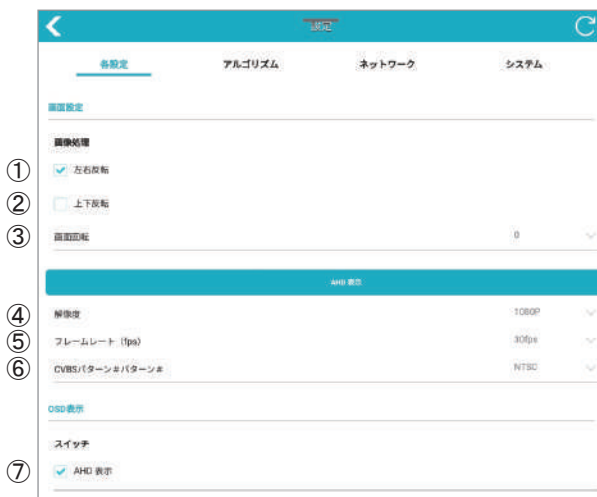 設定
各設定 アルゴリズム ネットワーク システム
画面設定
画像処理
① 左右反転
② 上下反転
③ 画面回転 0
AHD 表示
④ 解像度 1080P
⑤ フレームレート (fps) 30fps
⑥ CVBSパターン#パターン# NTSC
OSD表示
スイッチ
⑦ AHD 表示